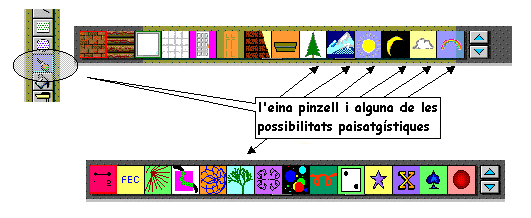 l'eina pinzell i alguna de les
possibilitats paisatgístiques
FEC